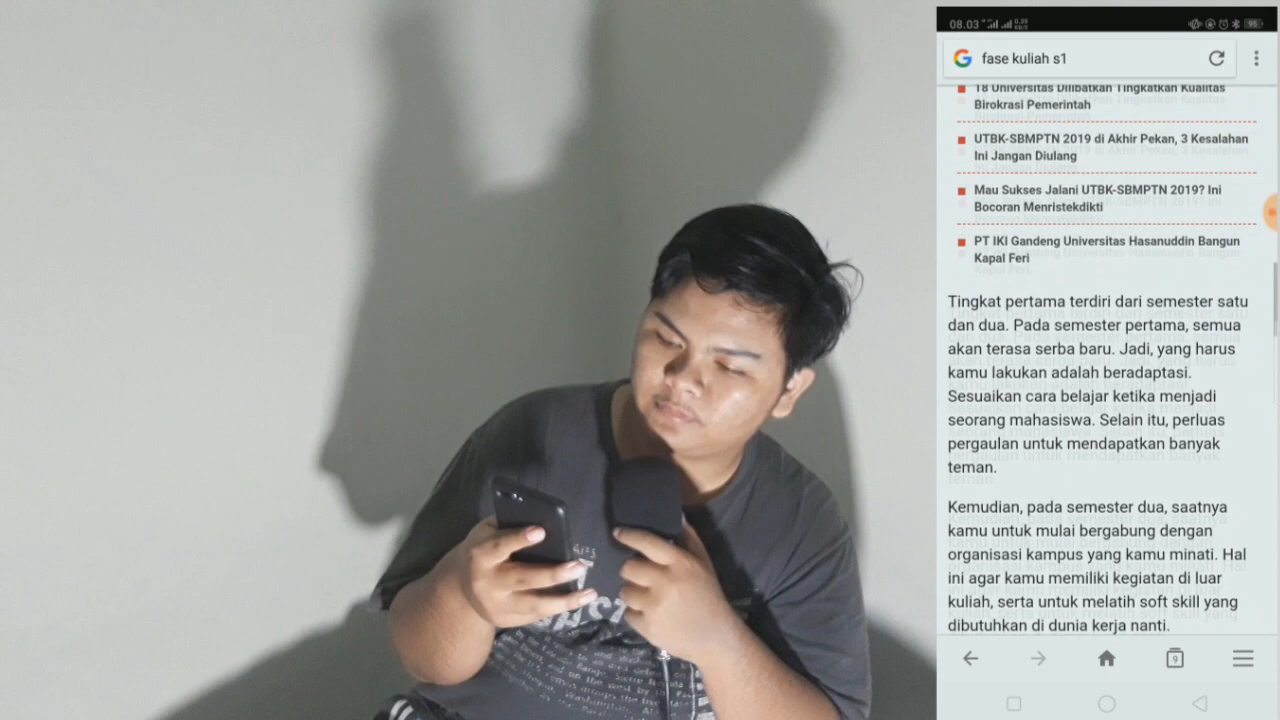 08.03
0.39
KB/S
95
fase kuliah s1
18 Universitas Dilibatkan Tingkatkan Kualitas
Birokrasi Pemerintah
UTBK-SBMPTN 2019 di Akhir Pekan, 3 Kesalahan
Ini Jangan Diulang
Mau Sukses Jalani UTBK-SBMPTN 2019? Ini
Bocoran Menristekdikti
PT IKI Gandeng Universitas Hasanuddin Bangun
Kapal Feri
Tingkat pertama terdiri dari semester satu
dan dua. Pada semester pertama, semua
akan terasa serba baru. Jadi, yang harus
kamu lakukan adalah beradaptasi.
Sesuaikan cara belajar ketika menjadi
seorang mahasiswa. Selain itu, perluas
pergaulan untuk mendapatkan banyak
teman.
Kemudian, pada semester dua, saatnya
kamu untuk mulai bergabung dengan
organisasi kampus yang kamu minati. Hal
ini agar kamu memiliki kegiatan di luar
kuliah, serta untuk melatih soft skill yang
dibutuhkan di dunia kerja nanti.
9